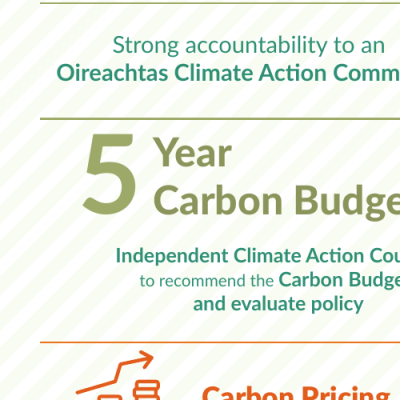 Strong accountability to an
Oireachtas Climate Action Comm
5 Year
Carbon Budge
Independent Climate Action Cou
to recommend the Carbon Budge
and evaluate policy
Carbon Pricing